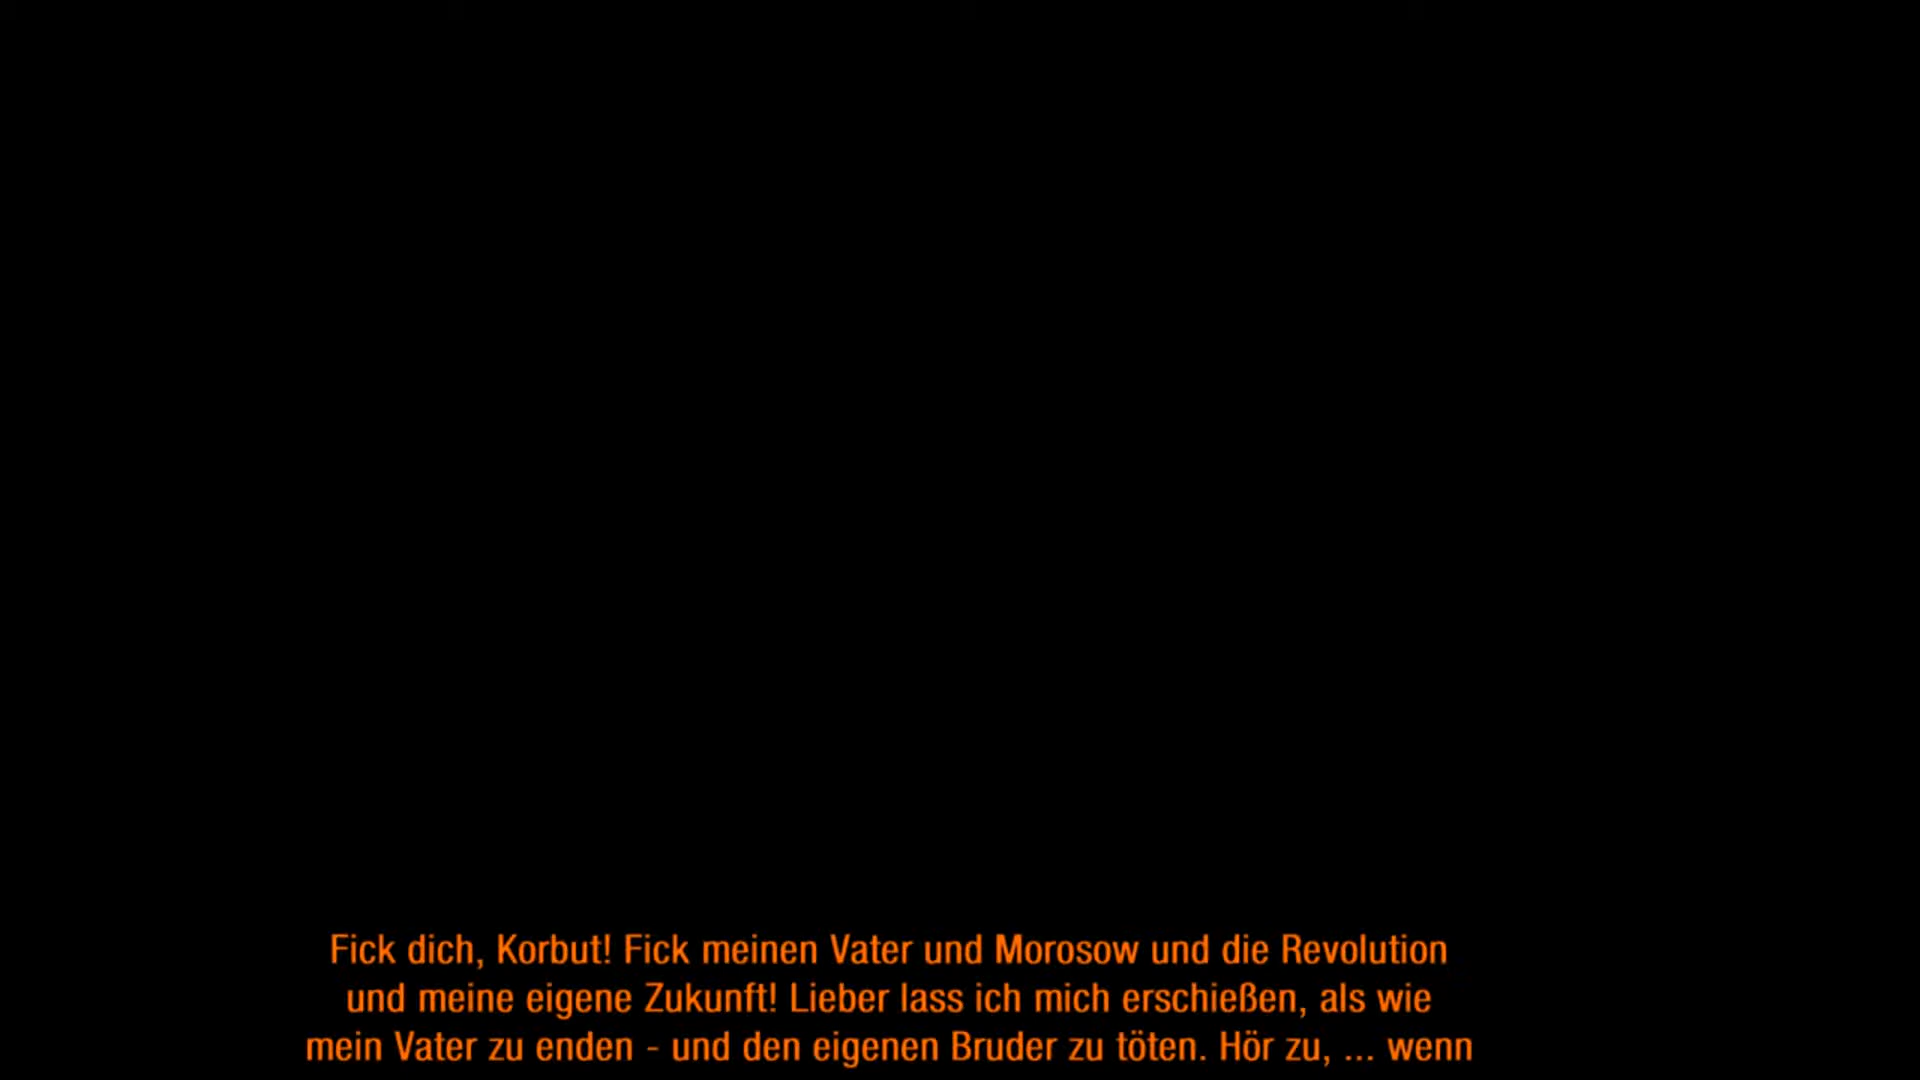 Fick dich, Korbut! Fick meinen Vater und Morosow und die Revolution
und meine eigene Zukunft! Lieber lass ich mich erschießen, als wie
mein Vater zu enden - und den eigenen Bruder zu töten. Hör zu, ... wenn